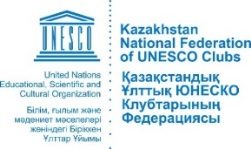 UNESCO
United Nations
Educational, Scientific and
Cultural Organization
Білім, ғылым және
мәдениет мәселелері
жөніндегі Біріккен
Ұлттар Ұйымы
Kazakhstan
National Federation
of UNESCO Clubs
Қазақстандық
Ұлттық ЮНЕСКО
Клубтарының
Федерациясы